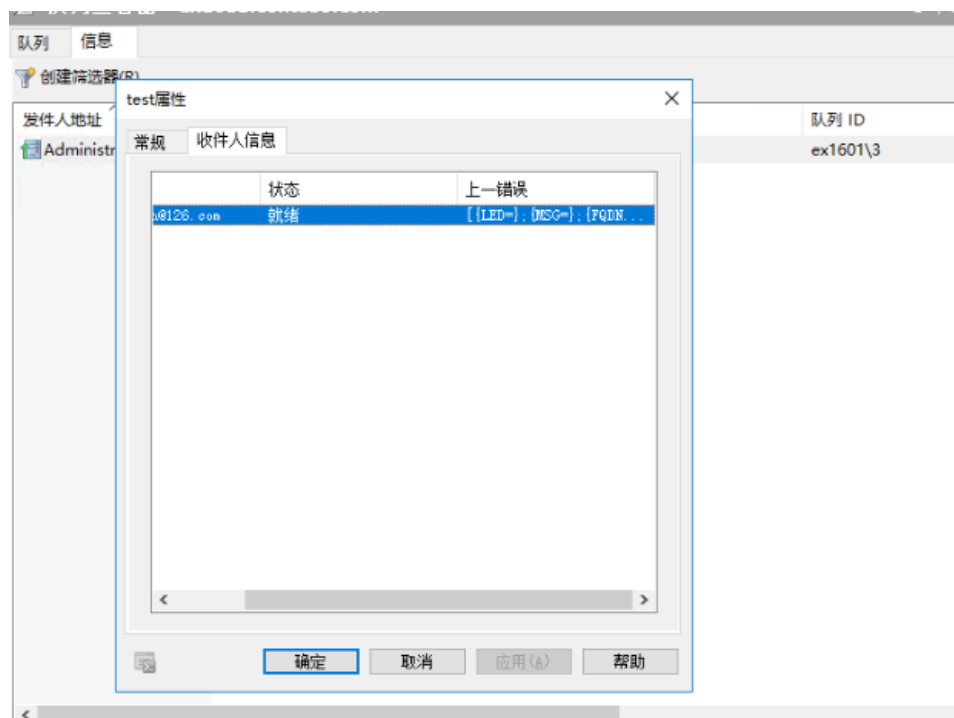 队列 信息
创建筛选器(R)
test属性
发件人地址 队列 ID
常规 收件人信息
Administr ex1601\3
状态 上一错误
@126.com 就绪 [{LED=};{MSG=};{FQDN...
确定 取消 应用(A) 帮助